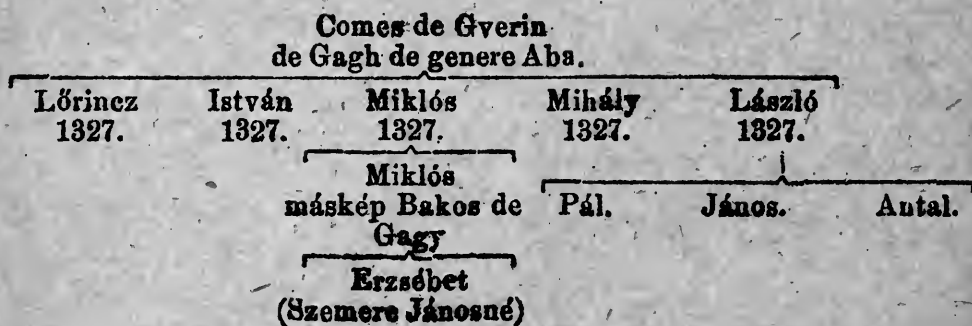 Comes de Gverin
de Gagh de genere Aba.
Lőrincz István Miklós Mihály László
1327. 1327. 1327. 1327. 1327.
Miklós
máskép Bakos de Pál. János. Antal.
Gagy
Erzsébet
(Szemere Jánosné)